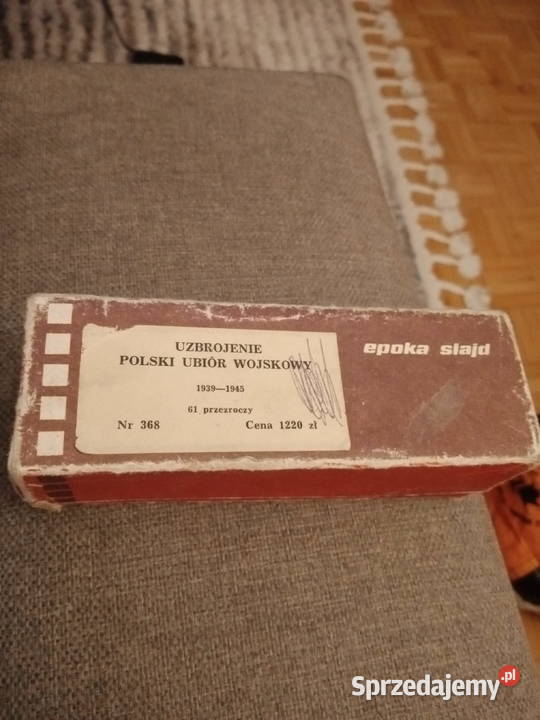 UZBROJENIE
POLSKI UBIÓR WOJSKOWY
1939—1945
61 przezroczy
Nr 368 Cena 1220 zł
epoka slajd
Sprzedajemy.pl